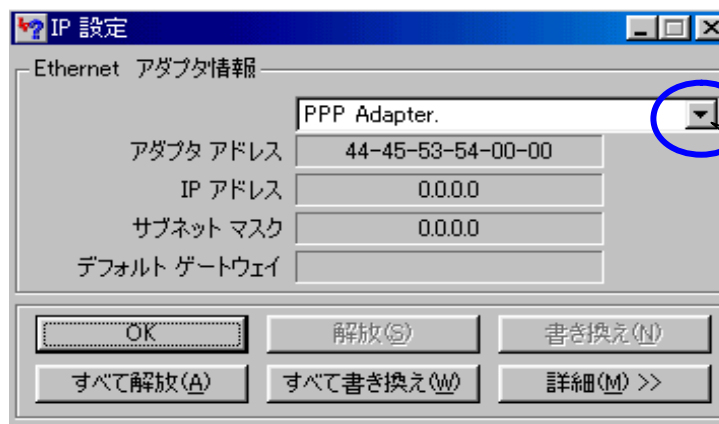 IP 設定
Ethernet アダプタ情報
PPP Adapter.
アダプタ アドレス 44-45-53-54-00-00
IP アドレス 0.0.0.0
サブネット マスク 0.0.0.0
デフォルト ゲートウェイ
OK 解放(S) 書き換え(N)
すべて解放(A) すべて書き換え(W) 詳細(M) >>